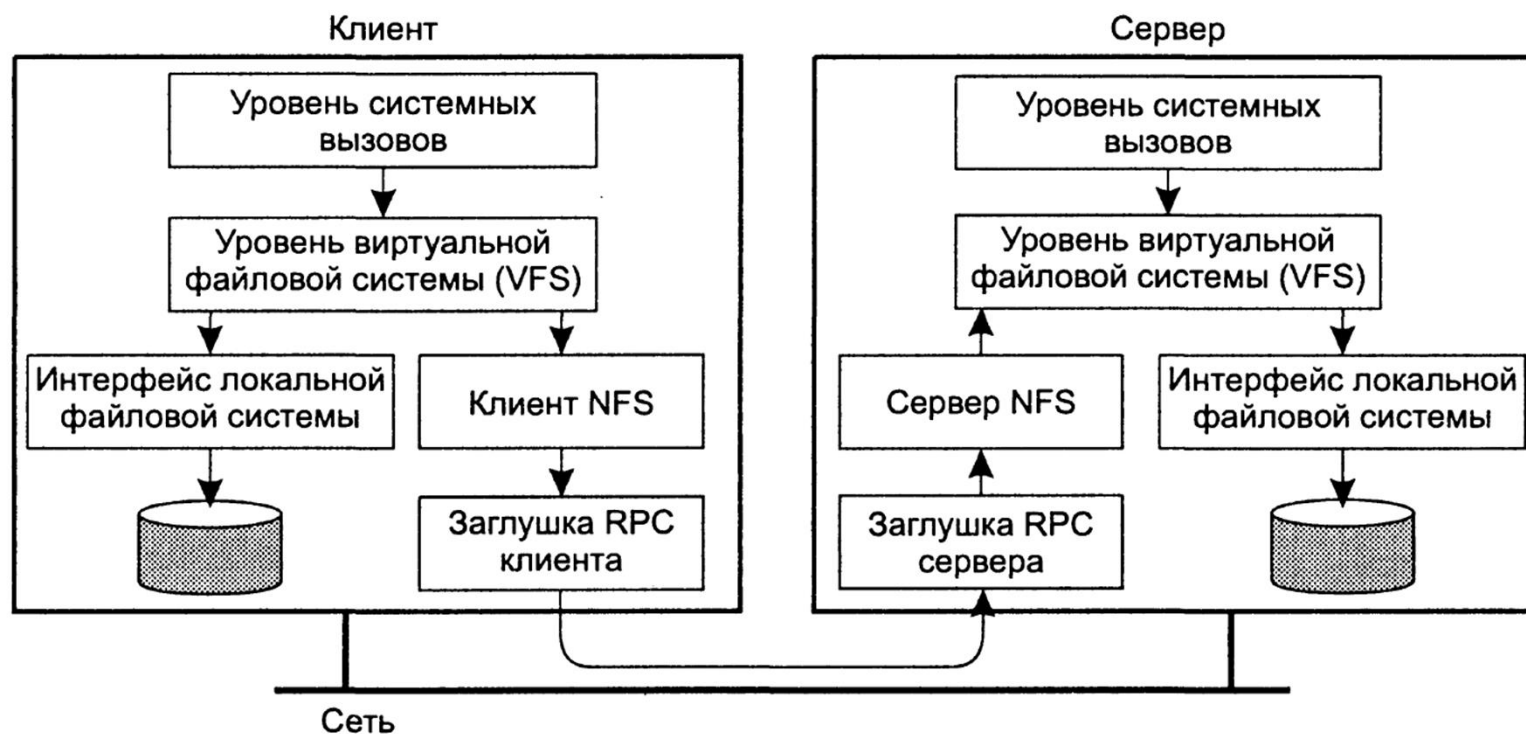 Клиент
Сервер
Уровень системных
вызовов
Уровень виртуальной
файловой системы (VFS)
Интерфейс локальной
файловой системы
Клиент NFS
Заглушка RPC
клиента
Уровень системных
вызовов
Уровень виртуальной
файловой системы (VFS)
Сервер NFS
Интерфейс локальной
файловой системы
Заглушка RPC
сервера
Сеть